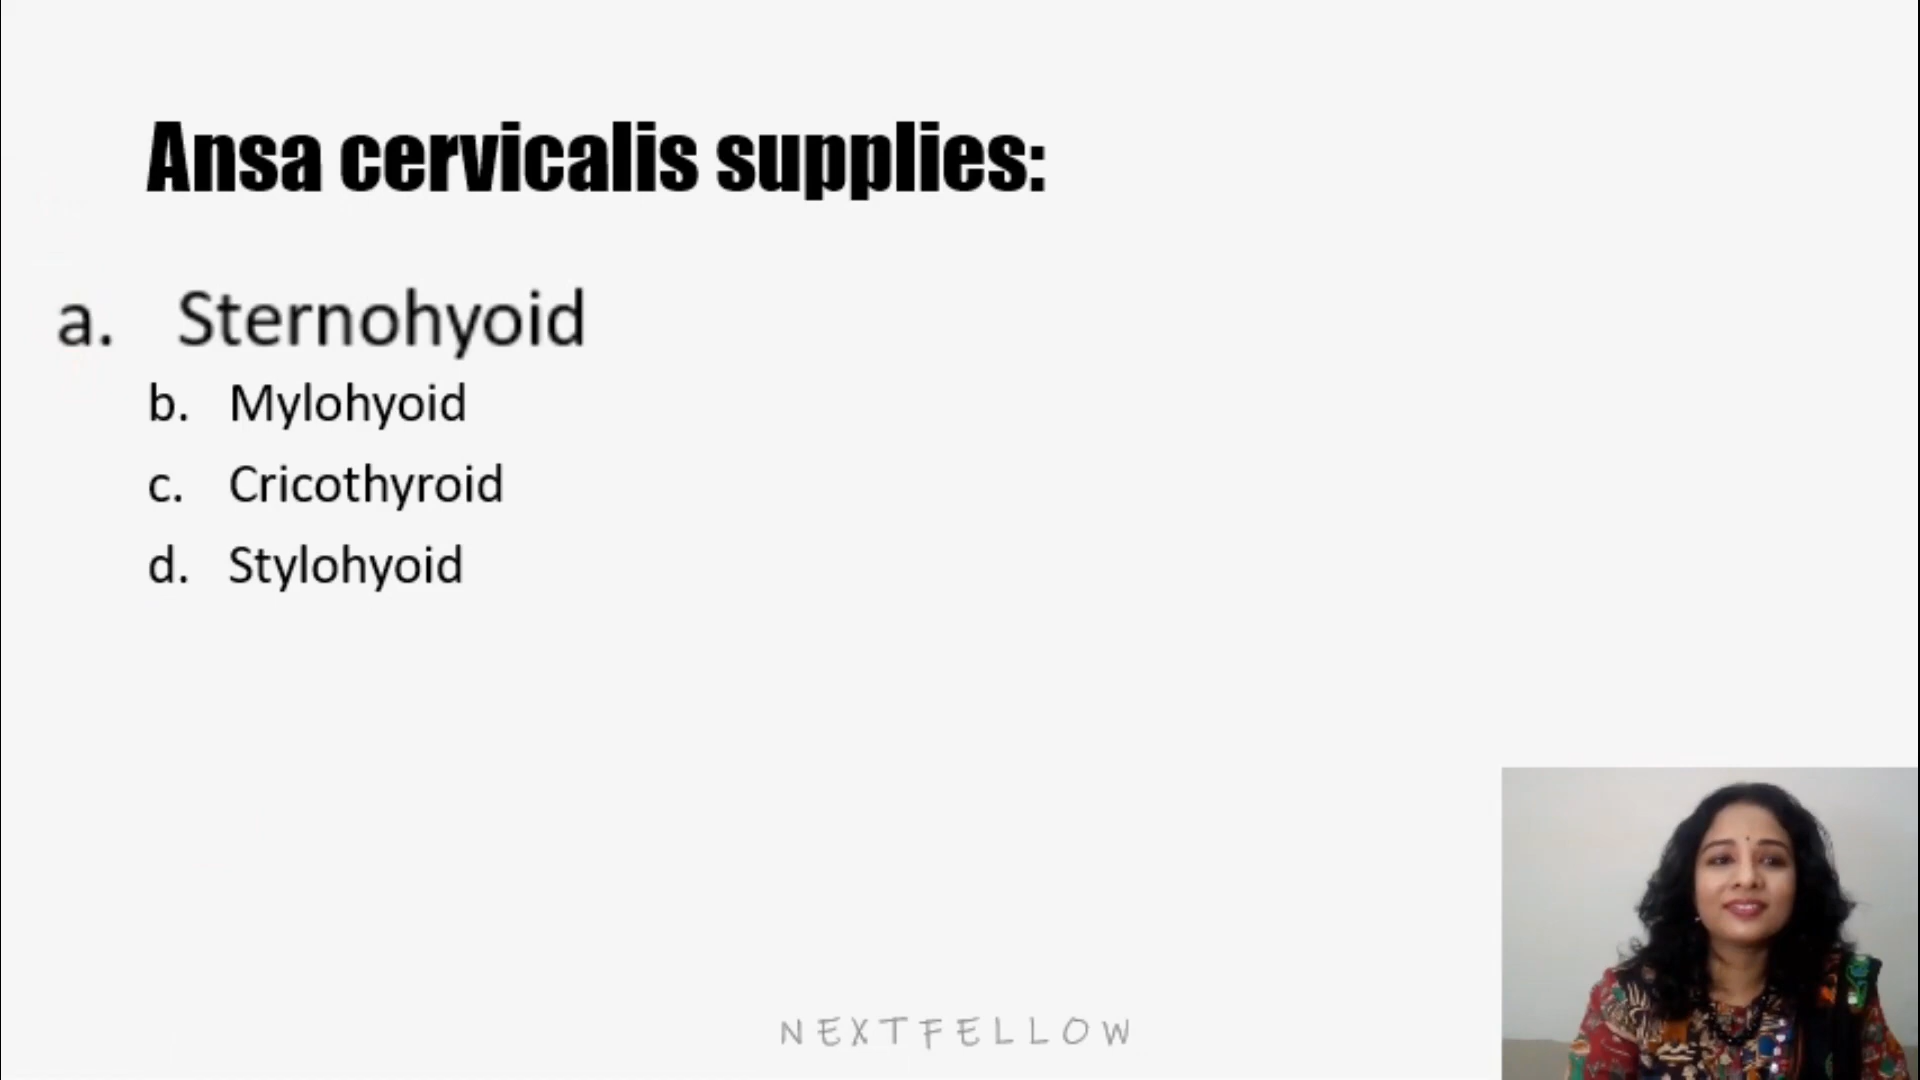 Ansa cervicalis supplies:
a. Sternohyoid
b. Mylohyoid
c. Cricothyroid
d. Stylohyoid
NEXTFELLOW